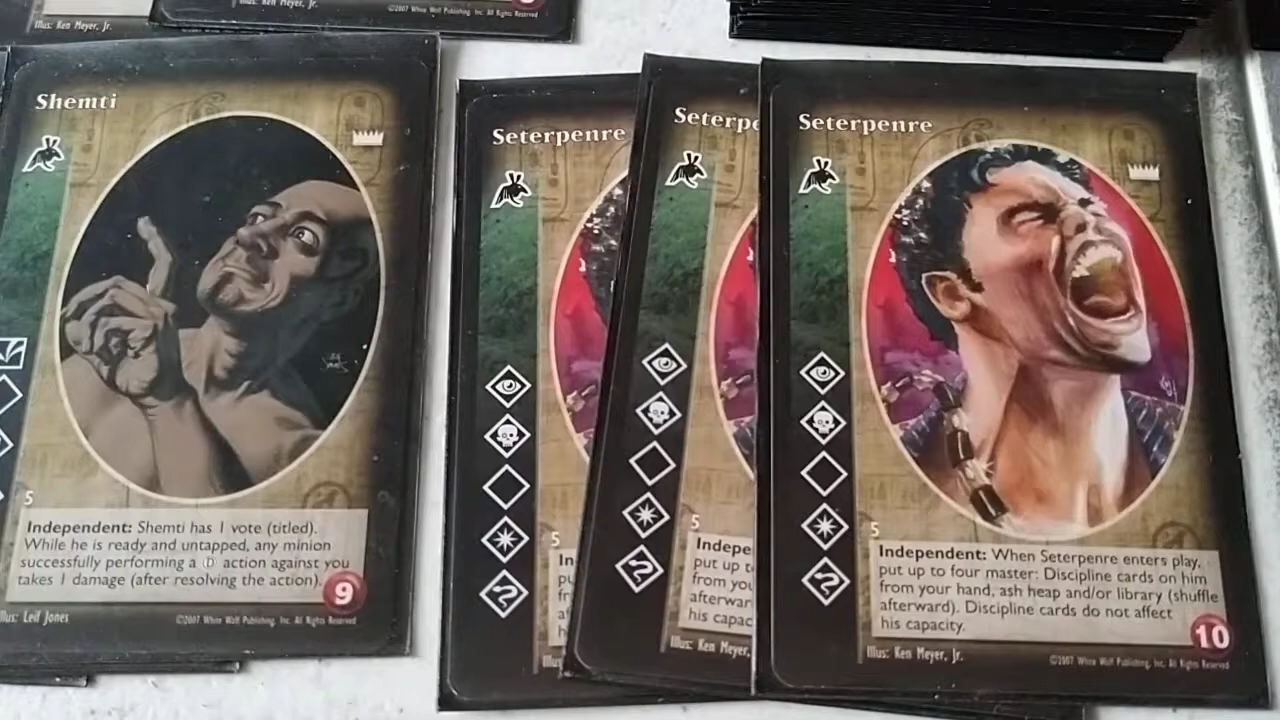 Illus: Ken Meyer, Jr.
Ken Meyer, Jr.
©2007 White Wolf Publishing, Inc. All Rights Reserved
Shemti
5
Independent: Shemti has 1 vote (titled).
While he is ready and untapped, any minion
successfully performing a D action against you
takes 1 damage (after resolving the action).
9
Illus: Leif Jones
©2007 White Wolf Publishing, Inc. All Rights Reserved
Seterpenre
5
In
pu
h
Seterpe
5
Indepe
put up t
from you
afterwar
his capac
Illus: Ken Meyer,
Seterpenre
5
Independent: When Seterpenre enters play,
put up to four master: Discipline cards on him
from your hand, ash heap and/or library (shuffle
afterward). Discipline cards do not affect
his capacity.
10
Illus: Ken Meyer, Jr.
©2007 White Wolf Publishing, Inc. All Rights Reserved